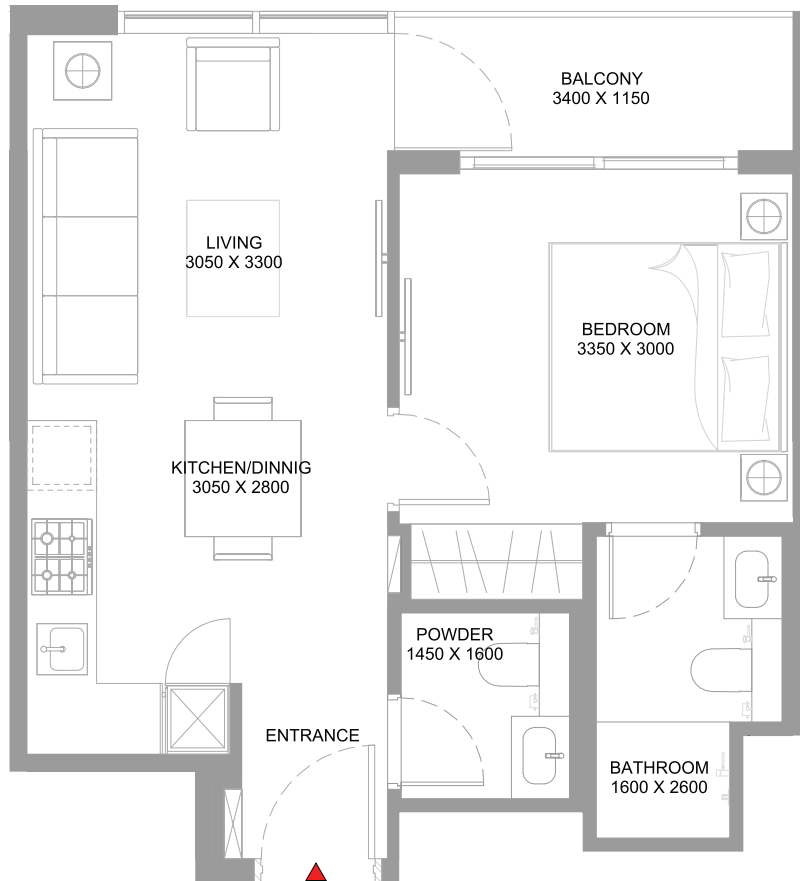 BALCONY
3400 X 1150
LIVING
3050 X 3300
BEDROOM
3350 X 3000
KITCHEN/DINNIG
3050 X 2800
POWDER
1450 X 1600
ENTRANCE
BATHROOM
1600 X 2600